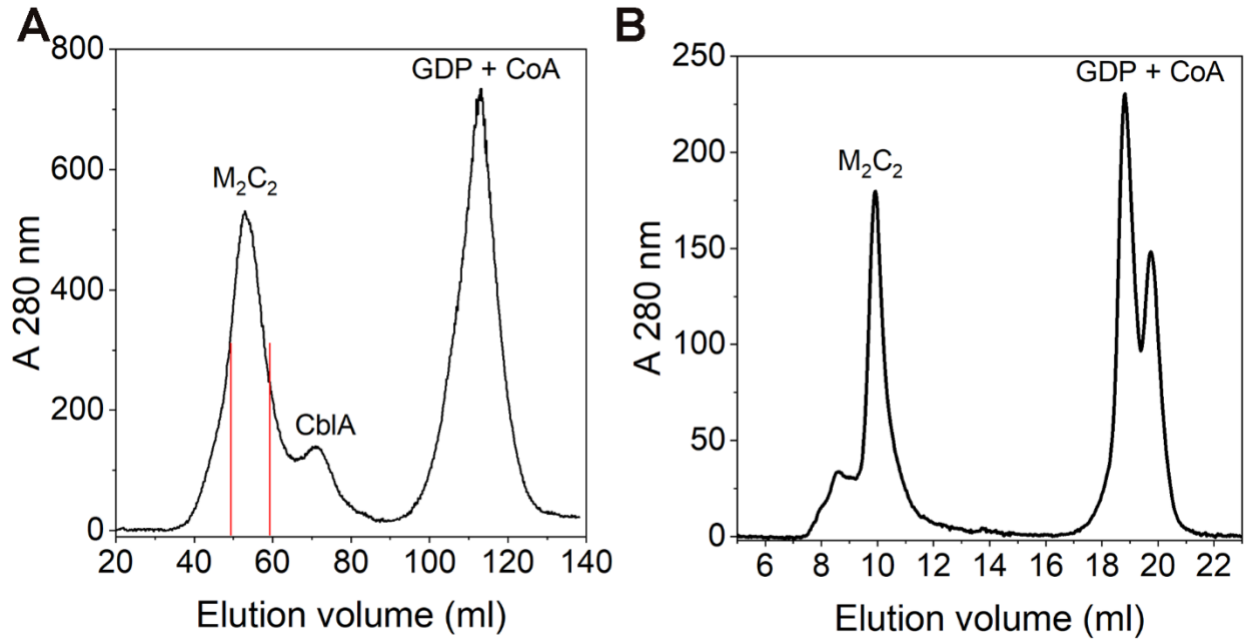 A
800
600
400
200
0
A 280 nm
M₂C₂
CblA
GDP + CoA
20 40 60 80 100 120 140
Elution volume (ml)
B
250
200
150
100
50
0
A 280 nm
M₂C₂
GDP + CoA
6 8 10 12 14 16 18 20 22
Elution volume (ml)